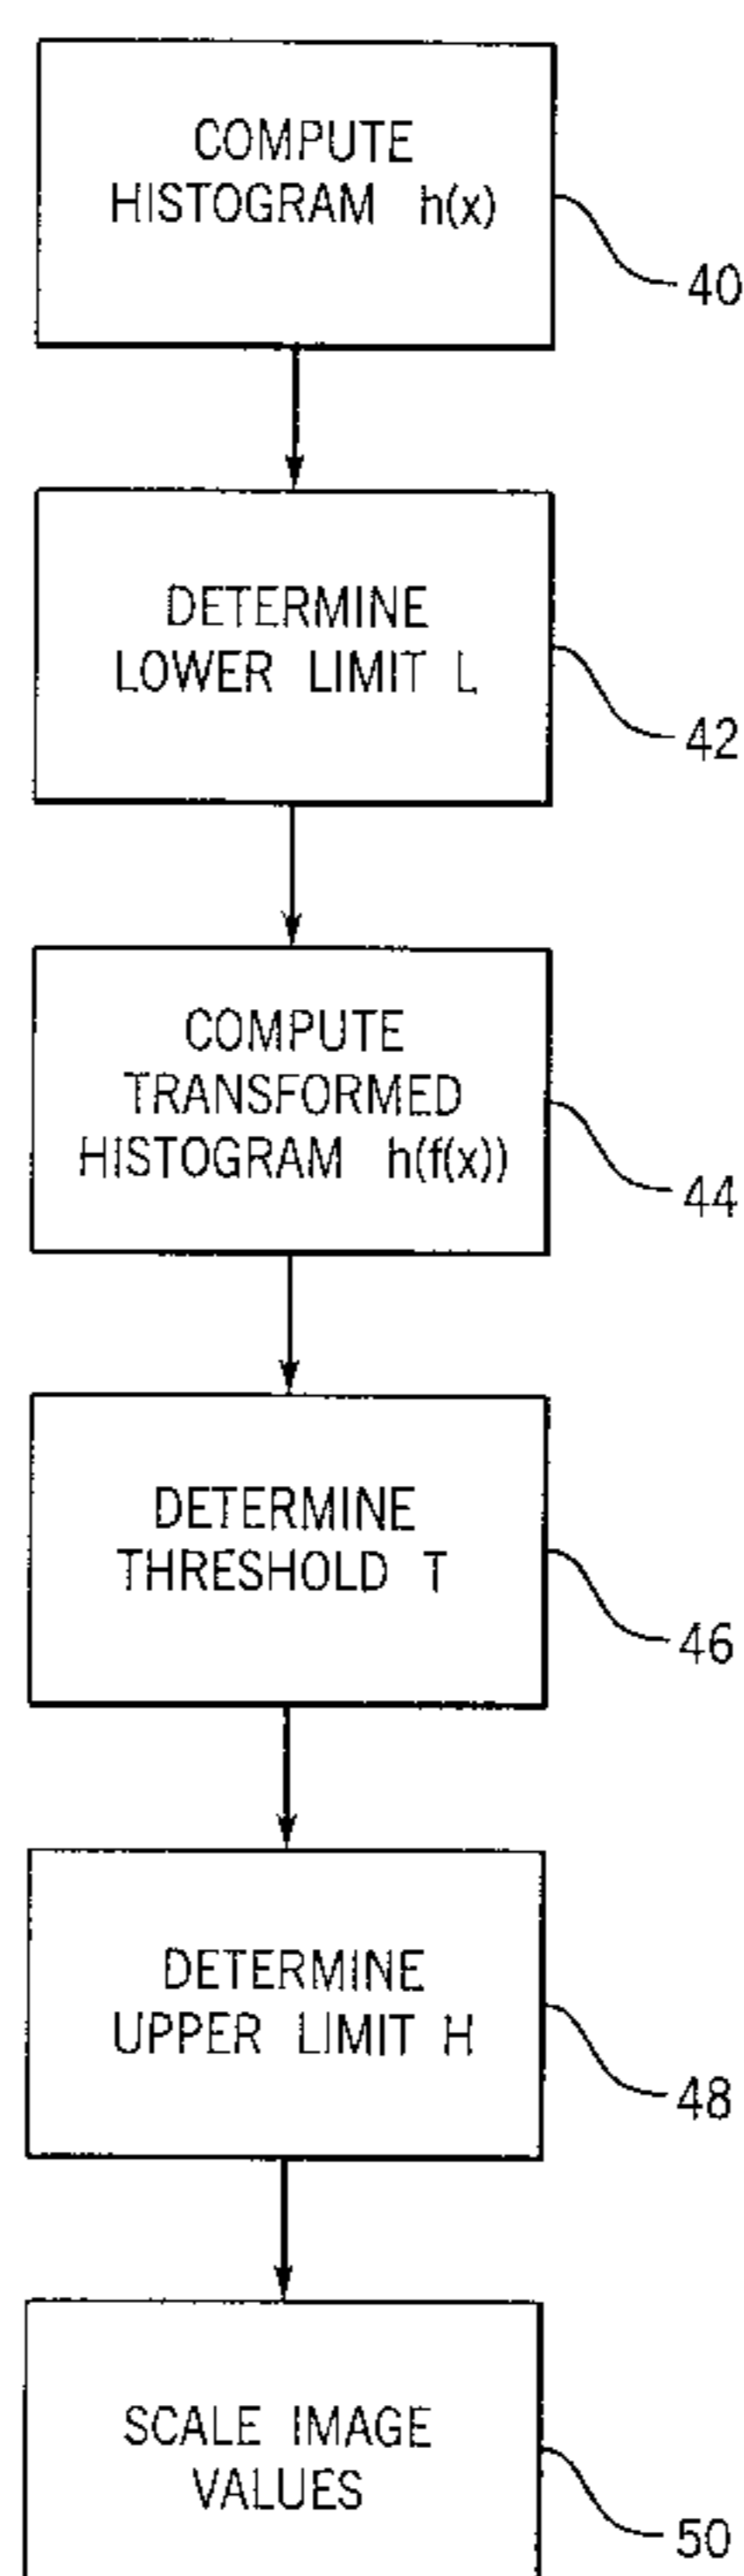 COMPUTE
HISTOGRAM h(x)
40
DETERMINE
LOWER LIMIT L
42
COMPUTE
TRANSFORMED
HISTOGRAM h(f(x))
44
DETERMINE
THRESHOLD T
46
DETERMINE
UPPER LIMIT H
48
SCALE IMAGE
VALUES
50